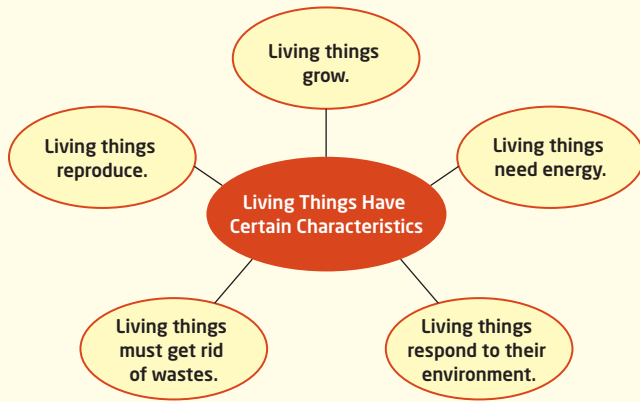 Living things
grow.
Living things
reproduce.
Living things
need energy.
Living Things Have
Certain Characteristics
Living things
must get rid
of wastes.
Living things
respond to their
environment.